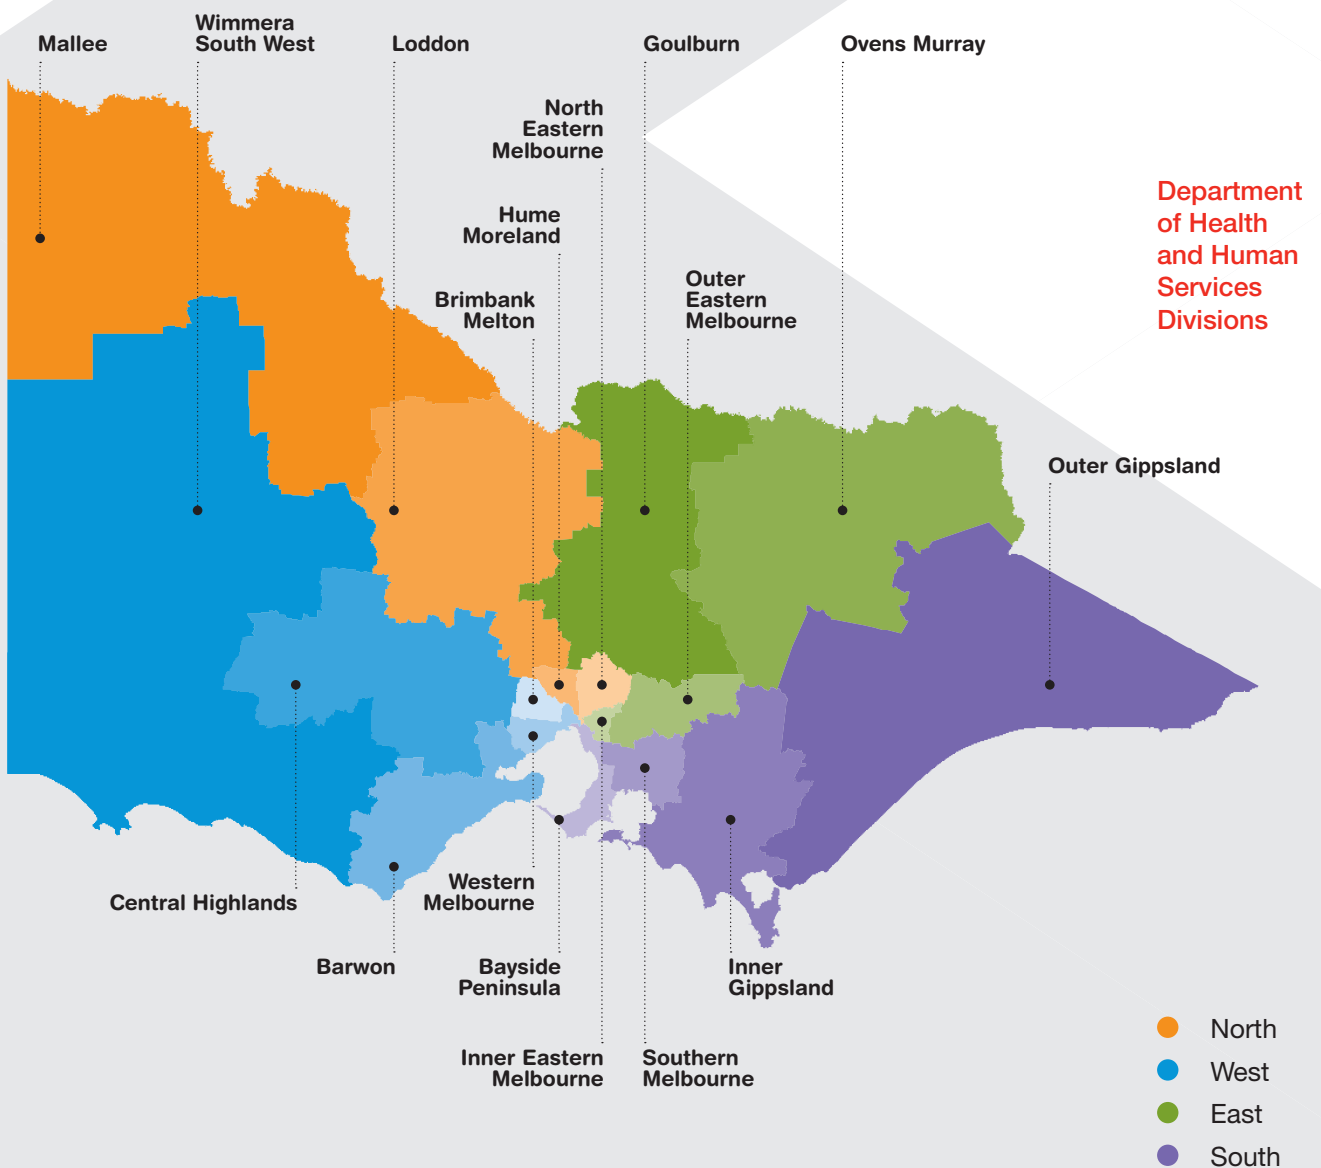 Mallee
Wimmera
South West
Loddon
Goulburn
Ovens Murray
North
Eastern
Melbourne
Department
of Health
and Human
Services
Divisions
Hume
Moreland
Outer
Eastern
Melbourne
Brimbank
Melton
Outer Gippsland
Central Highlands
Western
Melbourne
Barwon
Bayside
Peninsula
Inner
Gippsland
Inner Eastern
Melbourne
Southern
Melbourne
North
West
East
South